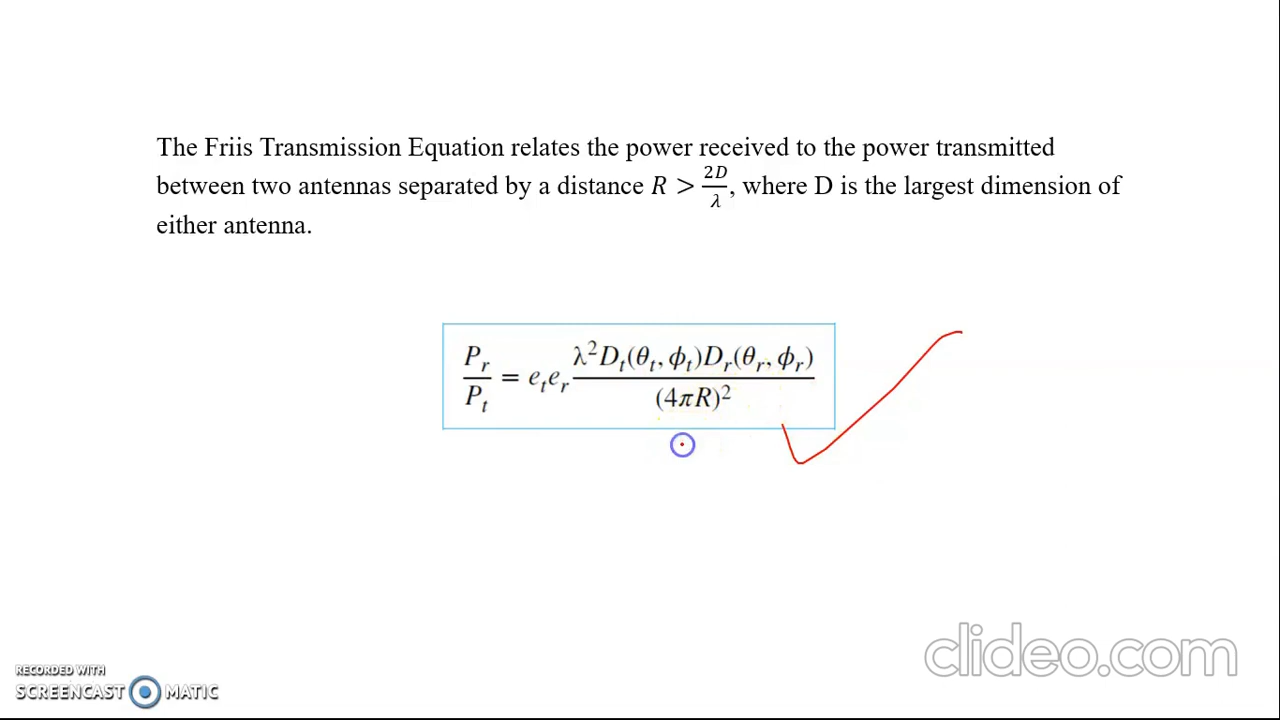 The Friis Transmission Equation relates the power received to the power transmitted
between two antennas separated by a distance R > 2D/λ, where D is the largest dimension of
either antenna.
P_r/P_t = e_t e_r λ²D_t(θ_t, ϕ_t)D_r(θ_r, ϕ_r)/(4πR)²
clideo.com
RECORDED WITH
SCREENCAST MATIC